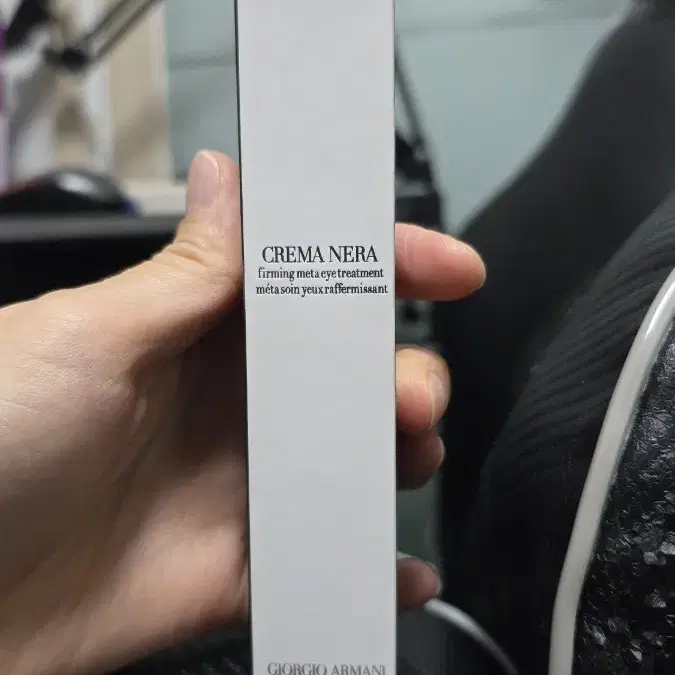 CREMA NERA
firming meta eye treatment
méta soin yeux raffermissant
GIORGIO ARMANI